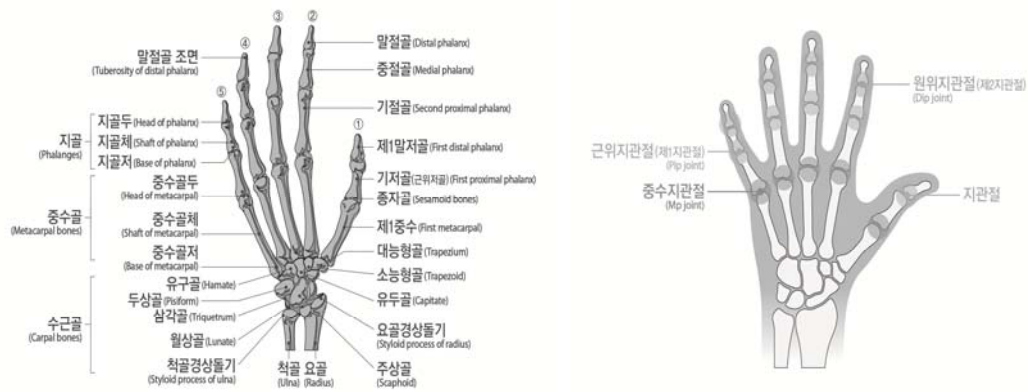 ③
②
④
말절골 조면
(Tuberosity of distal phalanx)
말절골 (Distal phalanx)
중절골 (Medial phalanx)
기절골 (Second proximal phalanx)
⑤
①
지골
(Phalanges)
지골두 (Head of phalanx)
지골체 (Shaft of phalanx)
지골저 (Base of phalanx)
제1말저골 (First distal phalanx)
기저골(근위저골) (First proximal phalanx)
종자골 (Sesamoid bones)
제1중수 (First metacarpal)
중수골
(Metacarpal bones)
중수골두
(Head of metacarpal)
중수골체
(Shaft of metacarpal)
중수골저
(Base of metacarpal)
대능형골 (Trapezium)
소능형골 (Trapezoid)
유두골 (Capitate)
수근골
(Carpal bones)
유구골 (Hamate)
두상골 (Pisiform)
삼각골 (Triquetrum)
월상골 (Lunate)
척골경상돌기
(Styloid process of ulna)
요골경상돌기
(Styloid process of radius)
척골
(Ulna)
요골
(Radius)
주상골
(Scaphoid)
원위지관절 (제2지관절)
(Dip joint)
근위지관절 (제1지관절)
(Pip joint)
중수지관절
(Mp joint)
지관절